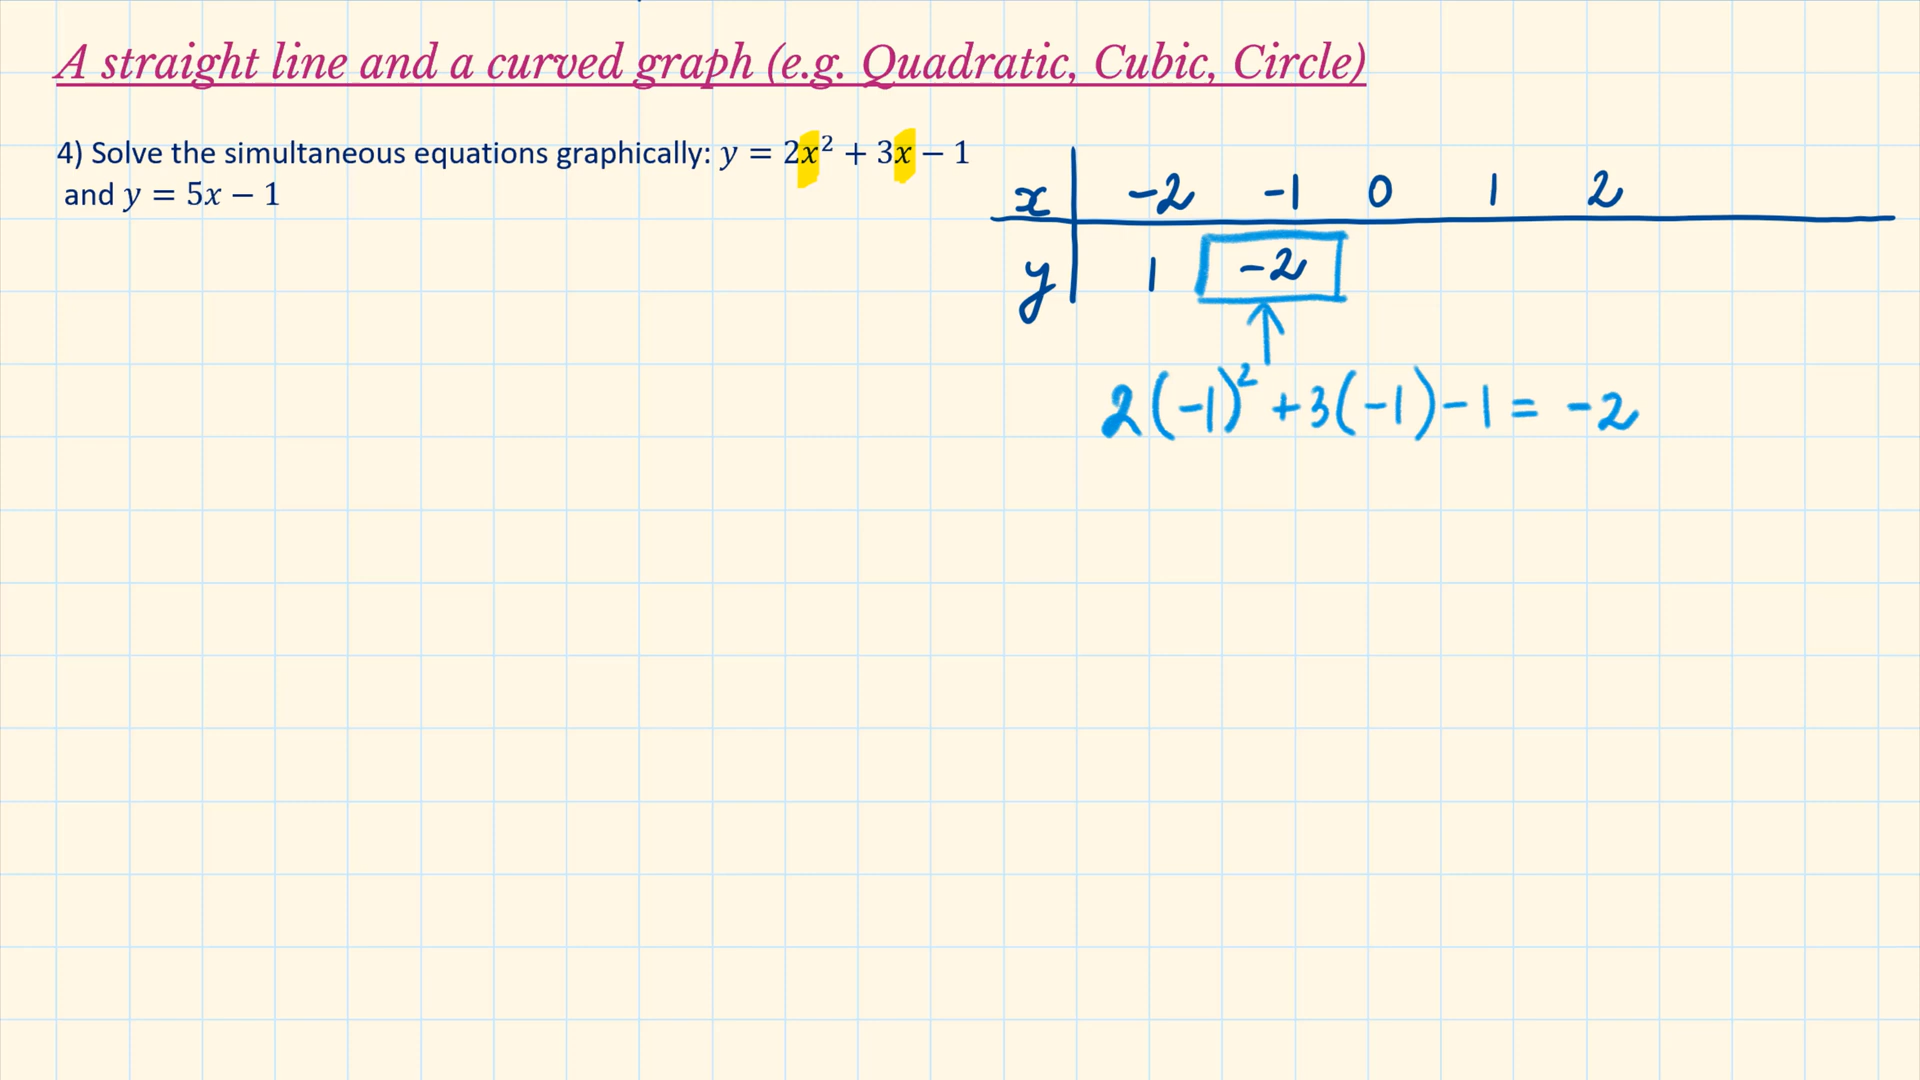 A straight line and a curved graph (e.g. Quadratic, Cubic, Circle)
4) Solve the simultaneous equations graphically: y = 2x² + 3x − 1
and y = 5x − 1
x -2 -1 0 1 2
y 1 -2
2(-1)² +3(-1)-1 = -2